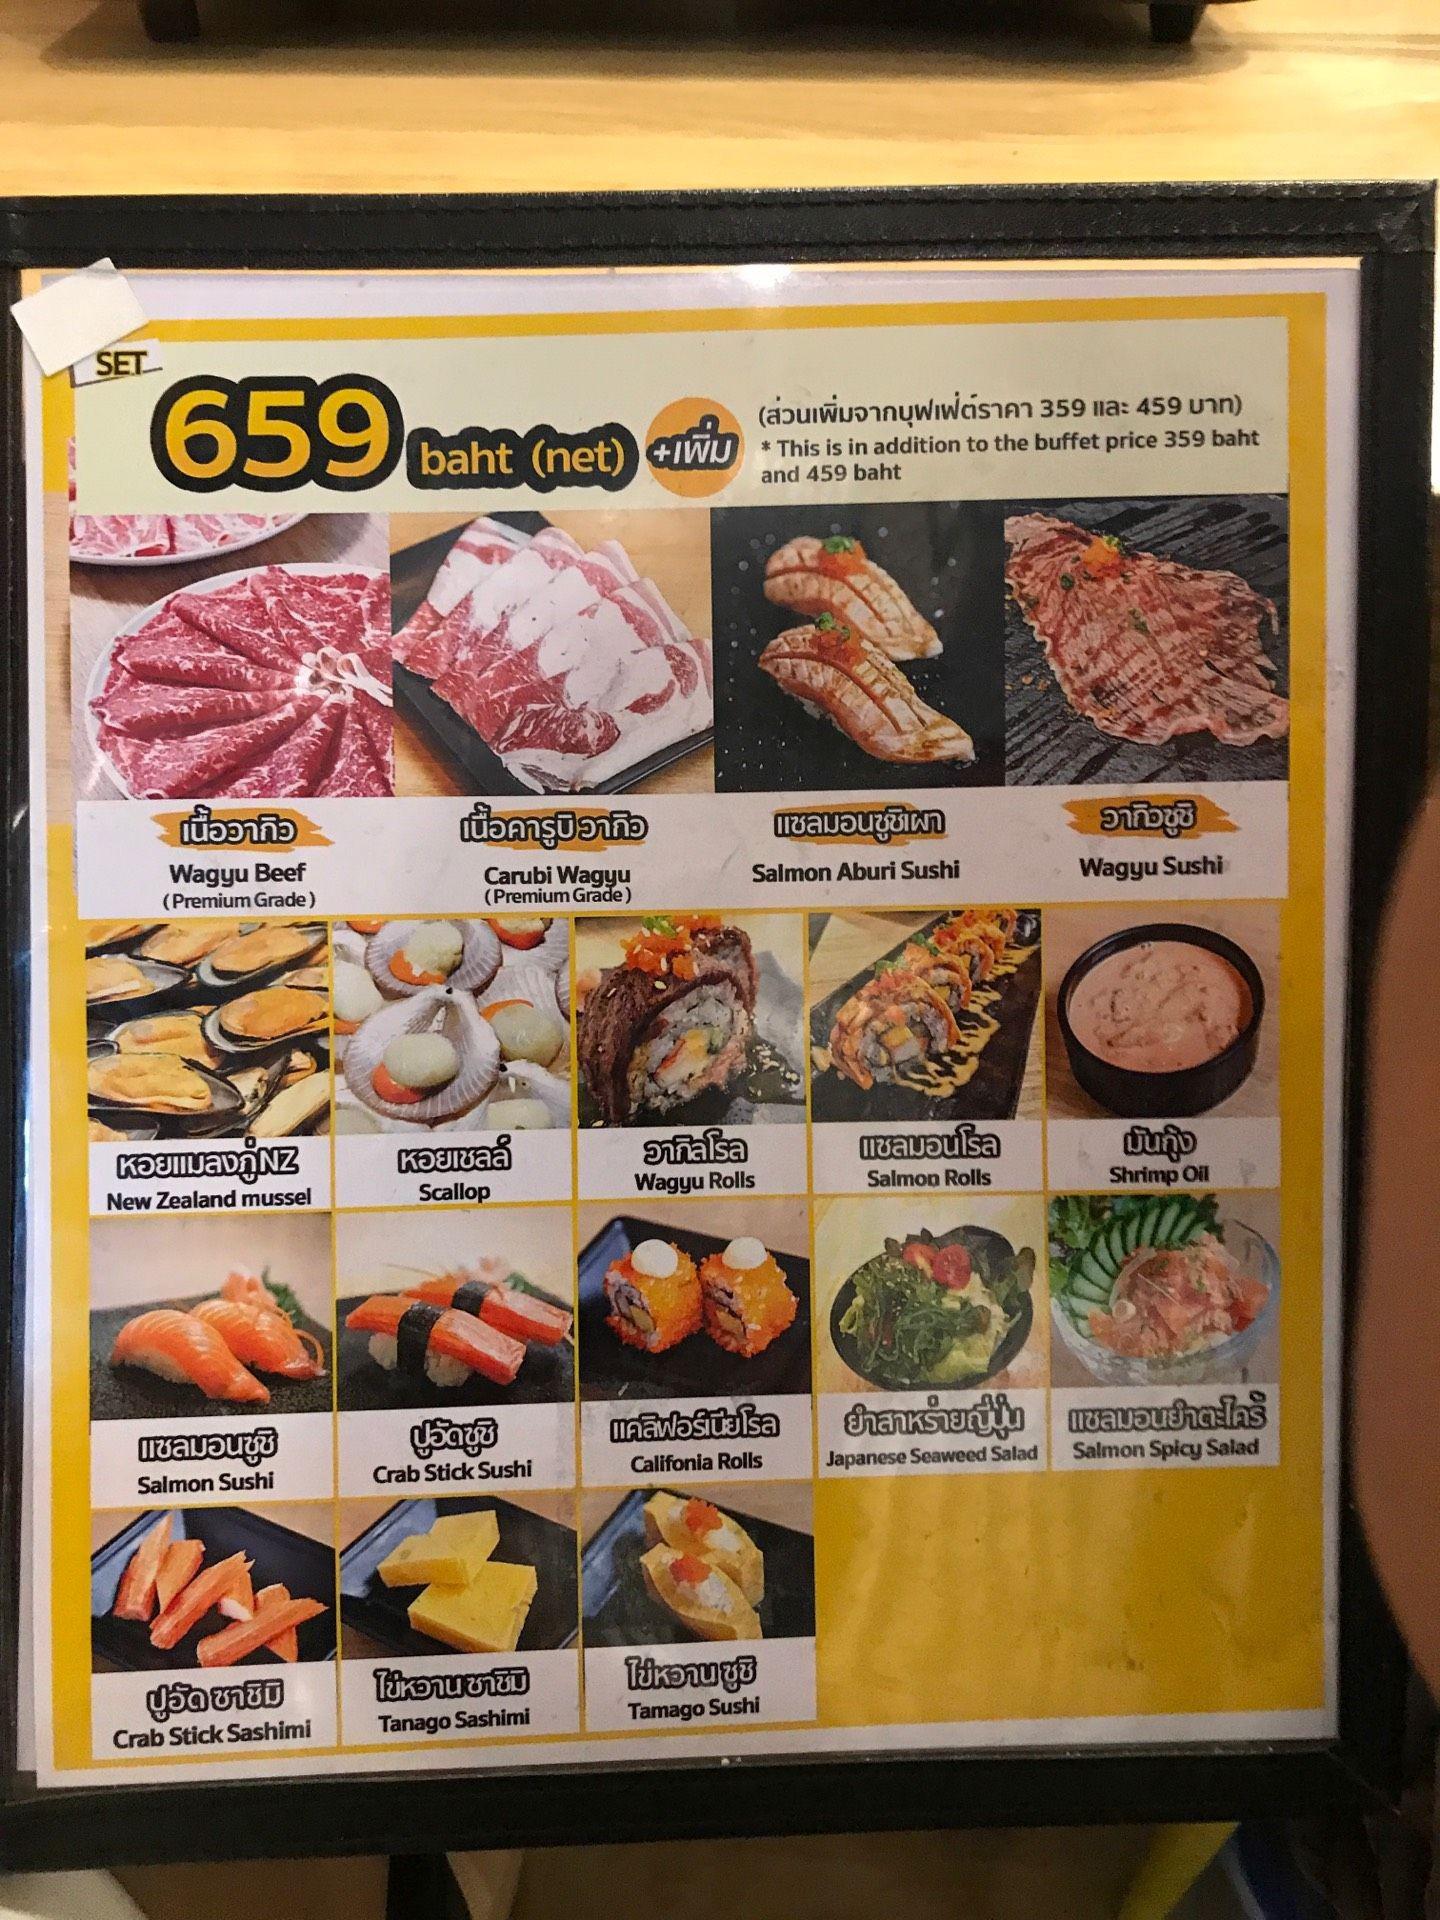 SET
659 baht (net) +เพิ่ม
(ส่วนเพิ่มจากบุฟเฟ่ต์ราคา 359 และ 459 บาท)
* This is in addition to the buffet price 359 baht
and 459 baht
เนื้อวากิว
Wagyu Beef
(Premium Grade)
เนื้อคารูบิวากิว
Carubi Wagyu
(Premium Grade)
แซลมอนซูชิเผา
Salmon Aburi Sushi
วากิวซูชิ
Wagyu Sushi
หอยแมลงภู่NZ
New Zealand mussel
หอยเชลล์
Scallop
วากิลโรล
Wagyu Rolls
แซลมอนโรล
Salmon Rolls
มันกุ้ง
Shrimp Oil
แซลมอนซูชิ
Salmon Sushi
ปูอัดซูชิ
Crab Stick Sushi
แคลิฟอร์เนียโรล
Califonia Rolls
ยำสาหร่ายญี่ปุ่น
Japanese Seaweed Salad
แซลมอนยำตะไคร้
Salmon Spicy Salad
ปูอัด ซาชิมิ
Crab Stick Sashimi
ไข่หวาน ซาชิมิ
Tanago Sashimi
ไข่หวาน ซูชิ
Tamago Sushi